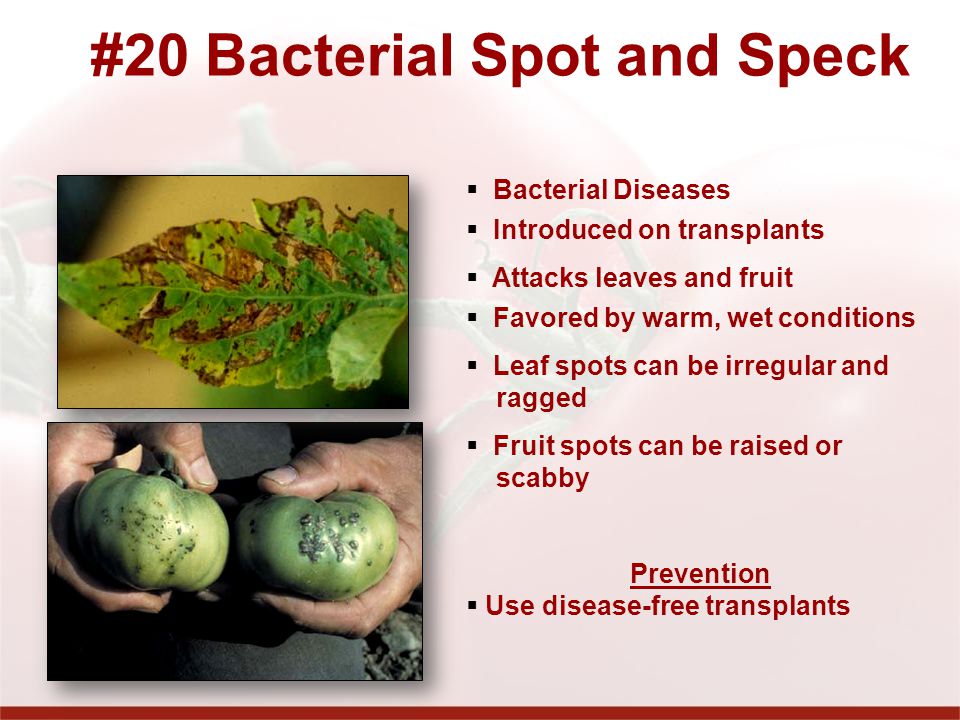 #20 Bacterial Spot and Speck
▪ Bacterial Diseases
▪ Introduced on transplants
▪ Attacks leaves and fruit
▪ Favored by warm, wet conditions
▪ Leaf spots can be irregular and
ragged
▪ Fruit spots can be raised or
scabby
Prevention
▪ Use disease-free transplants